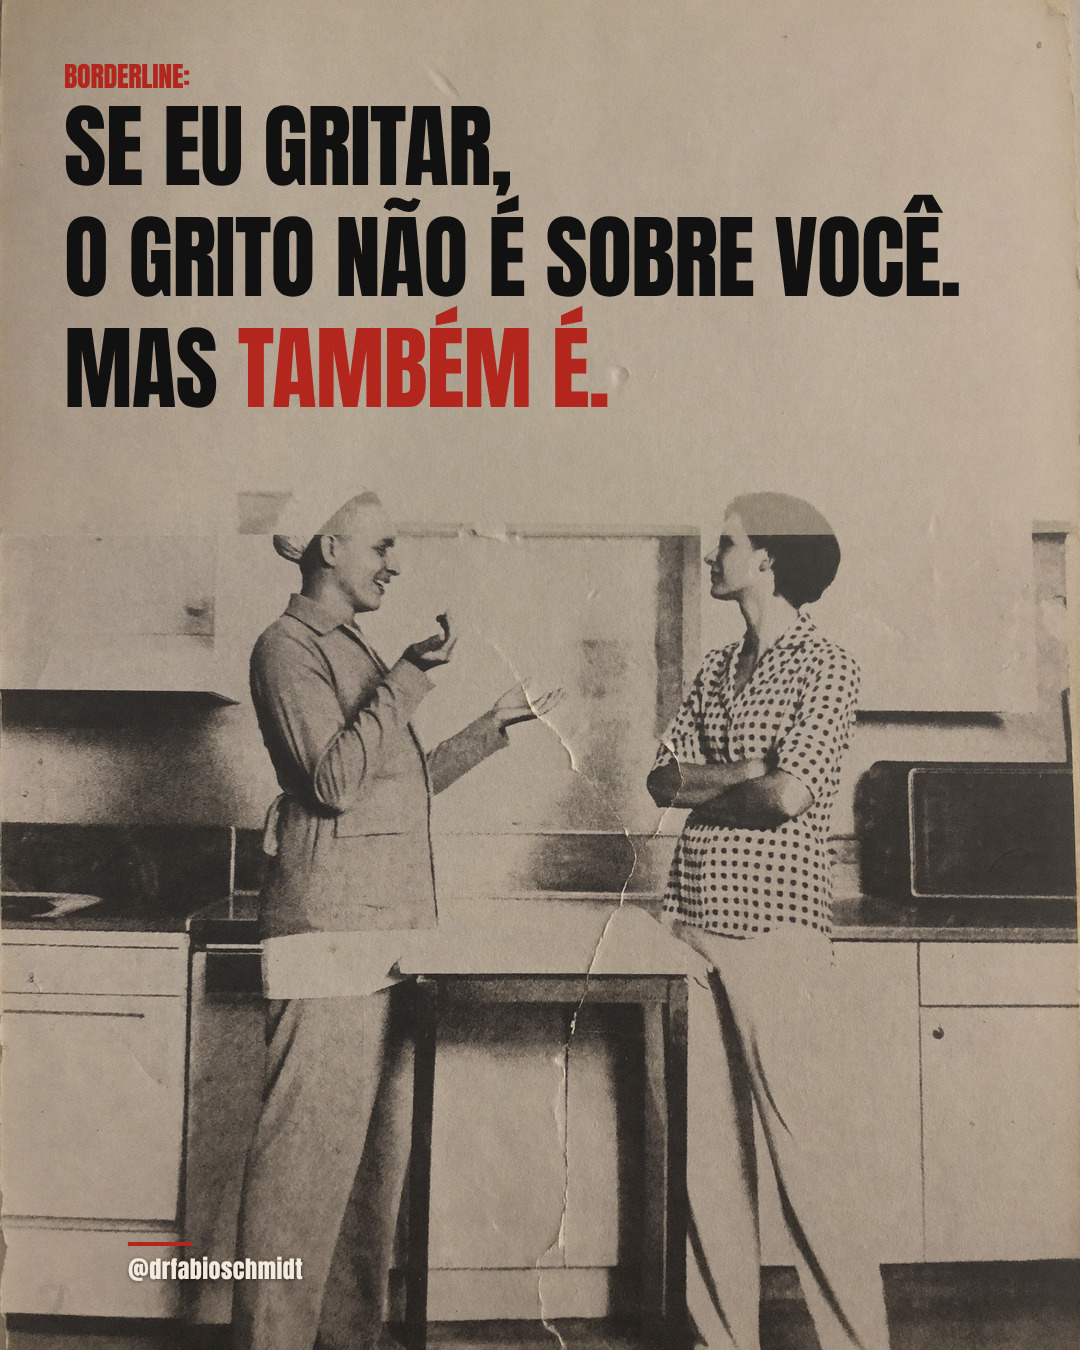 BORDERLINE:
SE EU GRITAR,
O GRITO NÃO É SOBRE VOCÊ.
MAS TAMBÉM É.
@drfabioschmidt